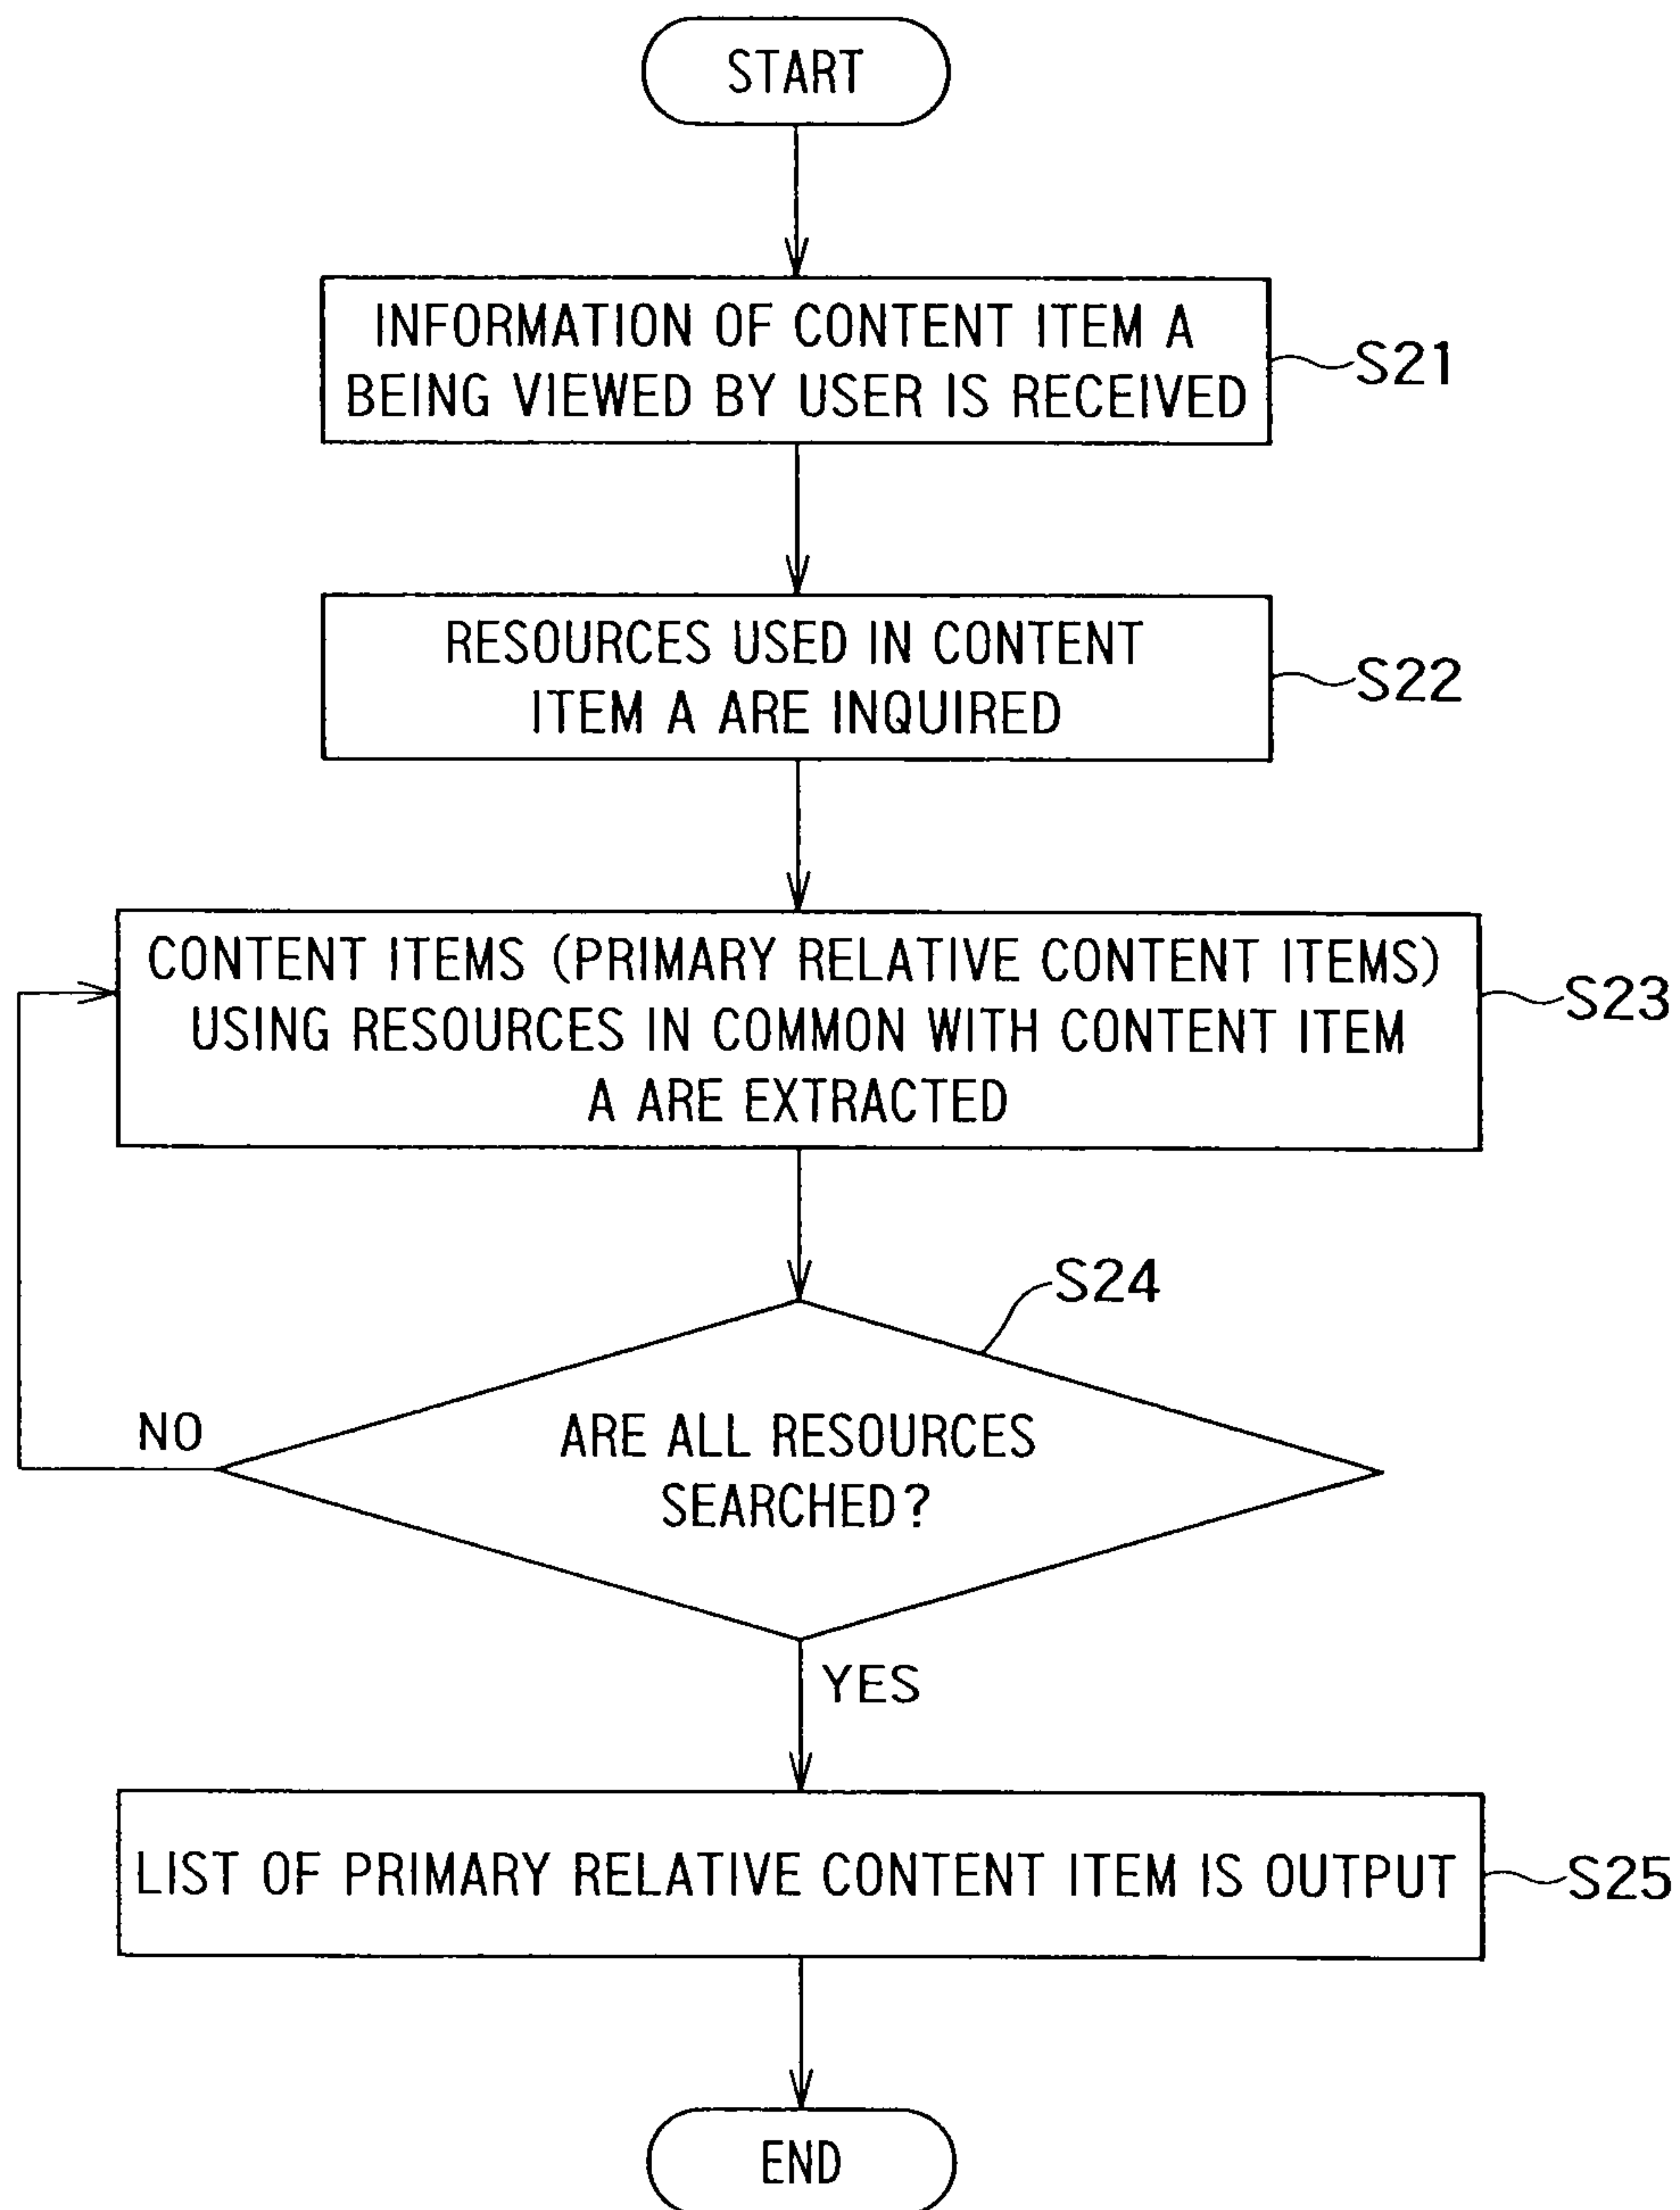 START
INFORMATION OF CONTENT ITEM A
BEING VIEWED BY USER IS RECEIVED
S21
RESOURCES USED IN CONTENT
ITEM A ARE INQUIRED
S22
CONTENT ITEMS (PRIMARY RELATIVE CONTENT ITEMS)
USING RESOURCES IN COMMON WITH CONTENT ITEM
A ARE EXTRACTED
S23
S24
ARE ALL RESOURCES
SEARCHED?
NO
YES
LIST OF PRIMARY RELATIVE CONTENT ITEM IS OUTPUT
S25
END